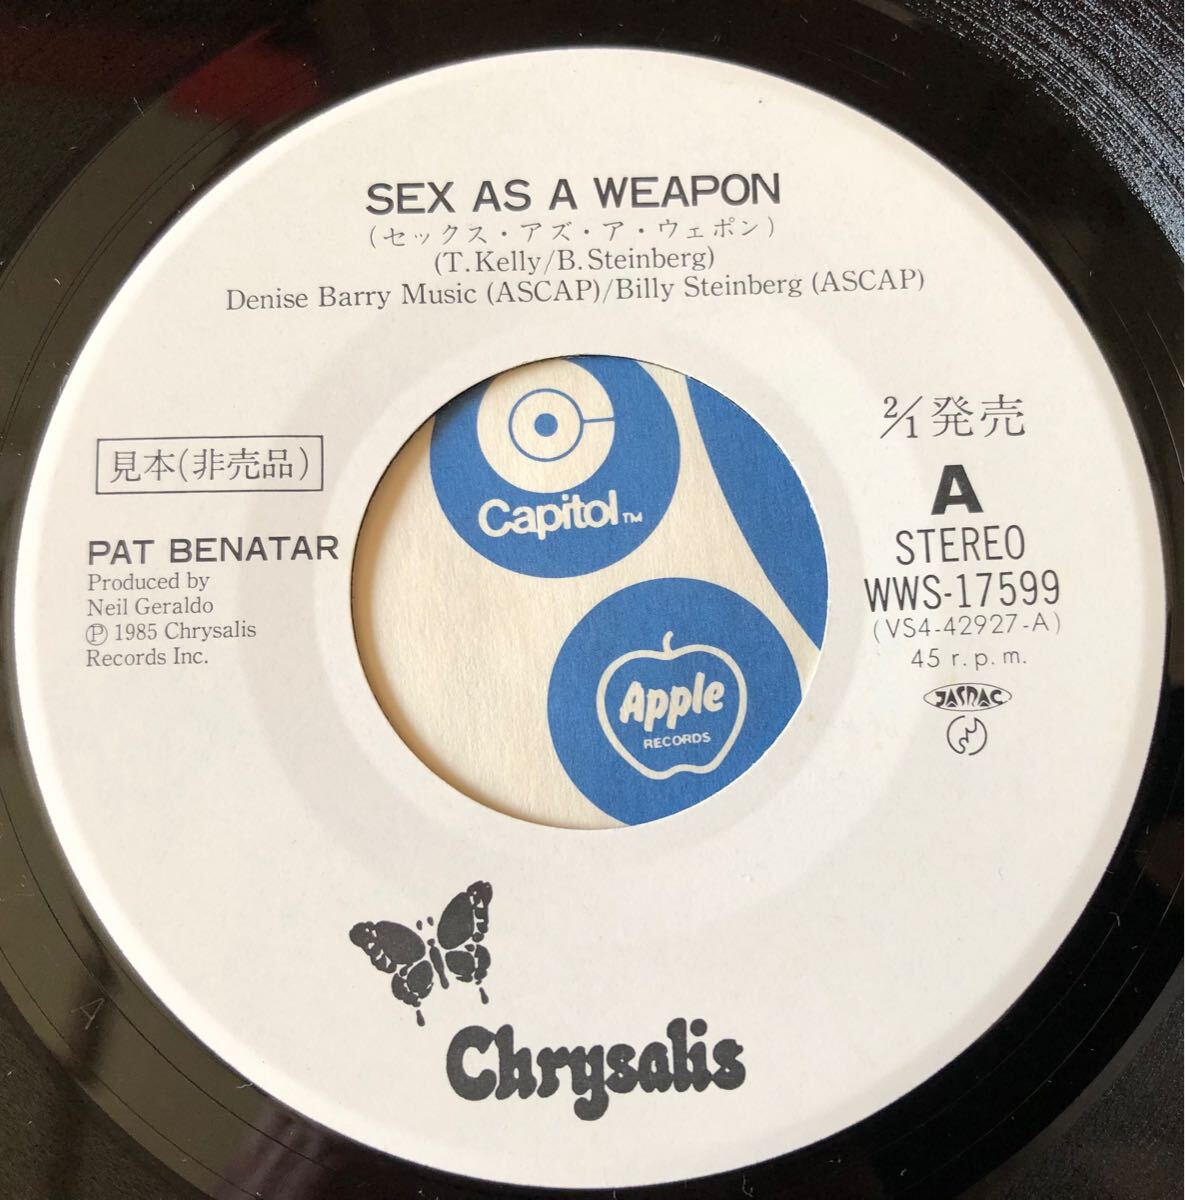 SEX AS A WEAPON
(セックス・アズ・ア・ウェポン)
(T.Kelly/B.Steinberg)
Denise Barry Music (ASCAP)/Billy Steinberg (ASCAP)
見本(非売品)
PAT BENATAR
Produced by
Neil Geraldo
Ⓟ 1985 Chrysalis
Records Inc.
2/1発売
A
STEREO
WWS-17599
(VS4-42927-A)
45 r.p.m.
JASRAC
Capitol™
Apple
RECORDS
Chrysalis
A